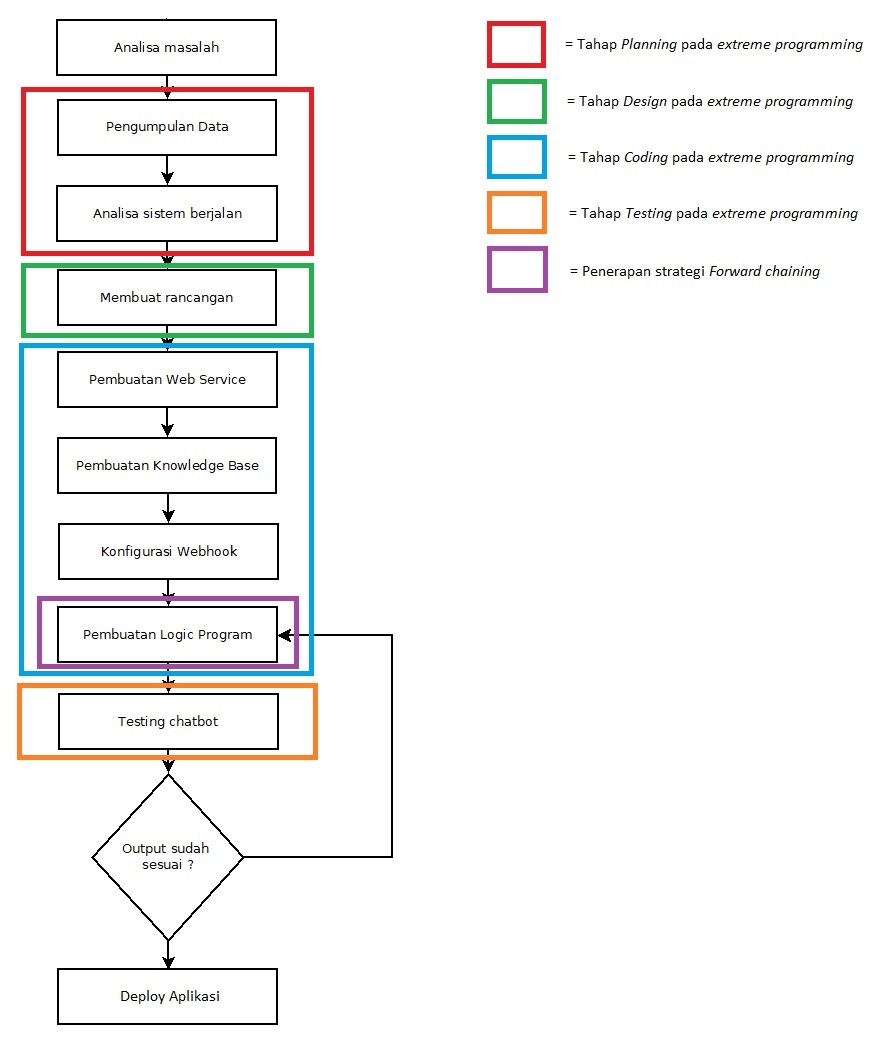 Analisa masalah
Pengumpulan Data
Analisa sistem berjalan
Membuat rancangan
Pembuatan Web Service
Pembuatan Knowledge Base
Konfigurasi Webhook
Pembuatan Logic Program
Testing chatbot
Output sudah
sesuai ?
Deploy Aplikasi
= Tahap Planning pada extreme programming
= Tahap Design pada extreme programming
= Tahap Coding pada extreme programming
= Tahap Testing pada extreme programming
= Penerapan strategi Forward chaining